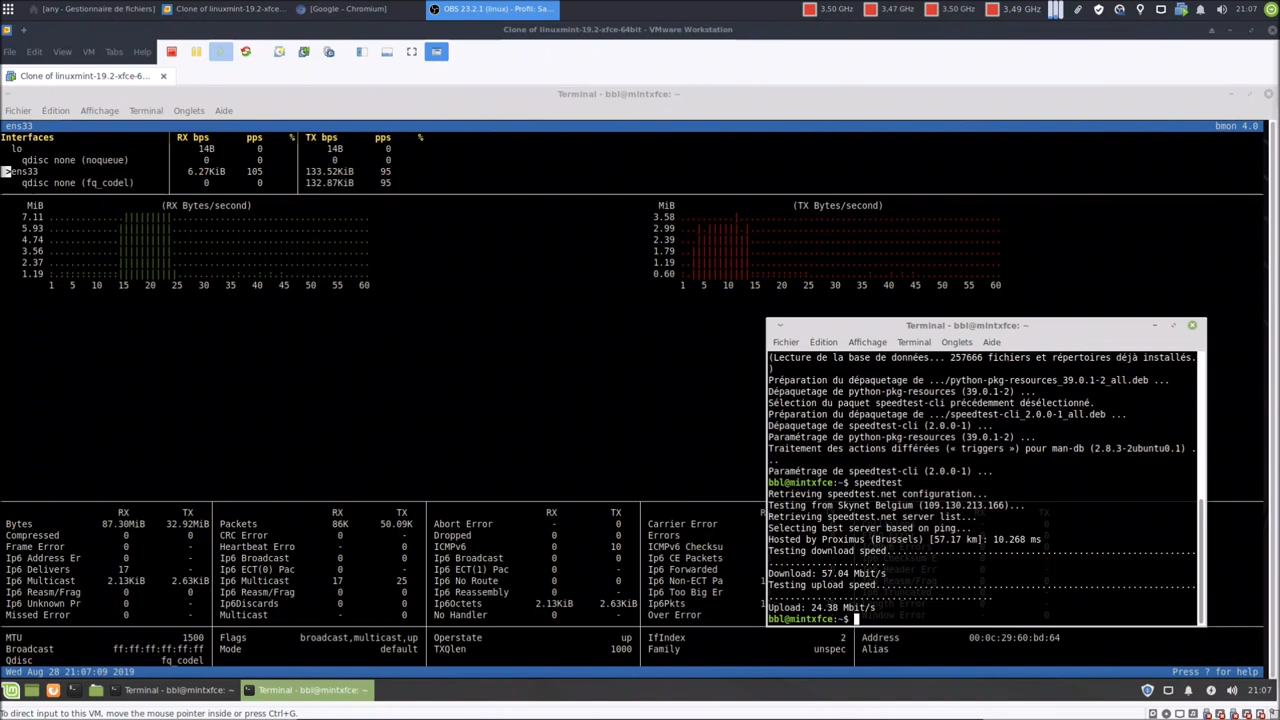 [any - Gestionnaire de fichiers] Clone of linuxmint-19.2-xfce-6... [Google - Chromium] OBS 23.2.1 (linux) - Profil: Sa... 3.50 GHz 3,47 GHz 3.50 GHz 3,49 GHz 21:07
Clone of linuxmint-19.2-xfce-64bit - VMware Workstation
File Edit View VM Tabs Help
Clone of linuxmint-19.2-xfce-6...
Terminal - bbl@mintxfce: ~
Fichier Édition Affichage Terminal Onglets Aide
ens33 bmon 4.0
Interfaces RX bps pps % TX bps pps %
lo 14B 0 14B 0
qdisc none (noqueue) 0 0 0 0
>ens33 6.27KiB 105 133.52KiB 95
qdisc none (fq_codel) 0 0 132.87KiB 95
MiB (RX Bytes/second) MiB (TX Bytes/second)
7.11 3.58
5.93 2.99
4.74 2.39
3.56 1.79
2.37 1.19
1.19 0.60
1 5 10 15 20 25 30 35 40 45 50 55 60 1 5 10 15 20 25 30 35 40 45 50 55 60
Terminal - bbl@mintxfce: ~
Fichier Édition Affichage Terminal Onglets Aide
(Lecture de la base de données... 257666 fichiers et répertoires déjà installés.
)
Préparation du dépaquetage de .../python-pkg-resources_39.0.1-2_all.deb ...
Dépaquetage de python-pkg-resources (39.0.1-2) ...
Sélection du paquet speedtest-cli précédemment désélectionné.
Préparation du dépaquetage de .../speedtest-cli_2.0.0-1_all.deb ...
Dépaquetage de speedtest-cli (2.0.0-1) ...
Paramétrage de python-pkg-resources (39.0.1-2) ...
Traitement des actions différées (« triggers ») pour man-db (2.8.3-2ubuntu0.1) .
..
Paramétrage de speedtest-cli (2.0.0-1) ...
bbl@mintxfce:~$ speedtest
Retrieving speedtest.net configuration...
Testing from Skynet Belgium (109.130.213.166)...
Retrieving speedtest.net server list...
Selecting best server based on ping...
Hosted by Proximus (Brussels) [57.17 km]: 10.268 ms
Testing download speed................................................................................
Download: 57.04 Mbit/s
Testing upload speed................................................................................................
Upload: 24.38 Mbit/s
bbl@mintxfce:~$
RX TX RX TX RX TX
Bytes 87.30MiB 32.92MiB Packets 86K 50.09K Abort Error - 0 Carrier Error
Compressed 0 0 CRC Error - 0 Dropped 0 0 Errors
Frame Error 0 - Heartbeat Erro - 0 ICMPv6 0 10 ICMPv6 Checksu
Ip6 Address Er 0 - Ip6 Broadcast 0 0 Ip6 Broadcast 0 0 Ip6 CE Packets
Ip6 Delivers 17 - Ip6 ECT(0) Pac 0 - Ip6 ECT(1) Pac 0 - Ip6 Forwarded
Ip6 Multicast 2.13KiB 2.63KiB Ip6 Multicast 17 25 Ip6 No Route 0 0 Ip6 Non-ECT Pa
Ip6 Reasm/Frag 0 0 Ip6 Reasm/Frag 0 0 Ip6 Reassembly 0 - Ip6 Too Big Er
Ip6 Unknown Pr 0 - Ip6Discards 0 0 Ip6Octets 2.13KiB 2.63KiB Ip6Pkts
Missed Error 0 - Multicast 0 - No Handler 0 - Over Error
MTU 1500 Flags broadcast,multicast,up Operstate up IfIndex 2 Address 00:0c:29:60:bd:64
Broadcast ff:ff:ff:ff:ff:ff Mode default TXQlen 1000 Family unspec Alias
Qdisc fq_codel
Wed Aug 28 21:07:09 2019 Press ? for help
Terminal - bbl@mintxfce: ~ Terminal - bbl@mintxfce: ~ 21:07
To direct input to this VM, move the mouse pointer inside or press Ctrl+G.